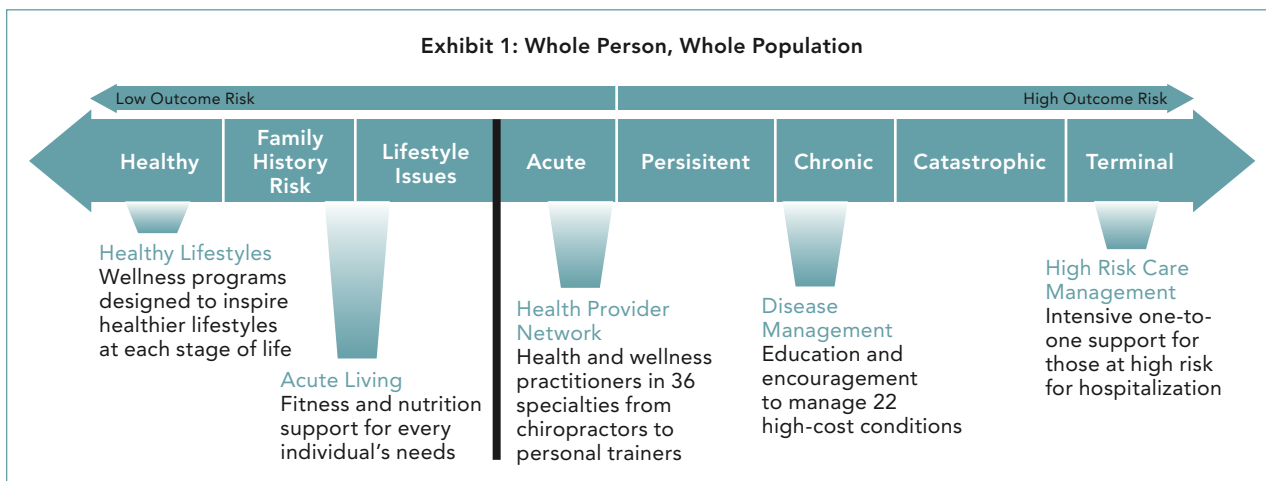 Exhibit 1: Whole Person, Whole Population
Low Outcome Risk
High Outcome Risk
Healthy
Family
History
Risk
Lifestyle
Issues
Acute
Persisitent
Chronic
Catastrophic
Terminal
Healthy Lifestyles
Wellness programs
designed to inspire
healthier lifestyles
at each stage of life
Acute Living
Fitness and nutrition
support for every
individual's needs
Health Provider
Network
Health and wellness
practitioners in 36
specialties from
chiropractors to
personal trainers
Disease
Management
Education and
encouragement
to manage 22
high-cost conditions
High Risk Care
Management
Intensive one-to-
one support for
those at high risk
for hospitalization